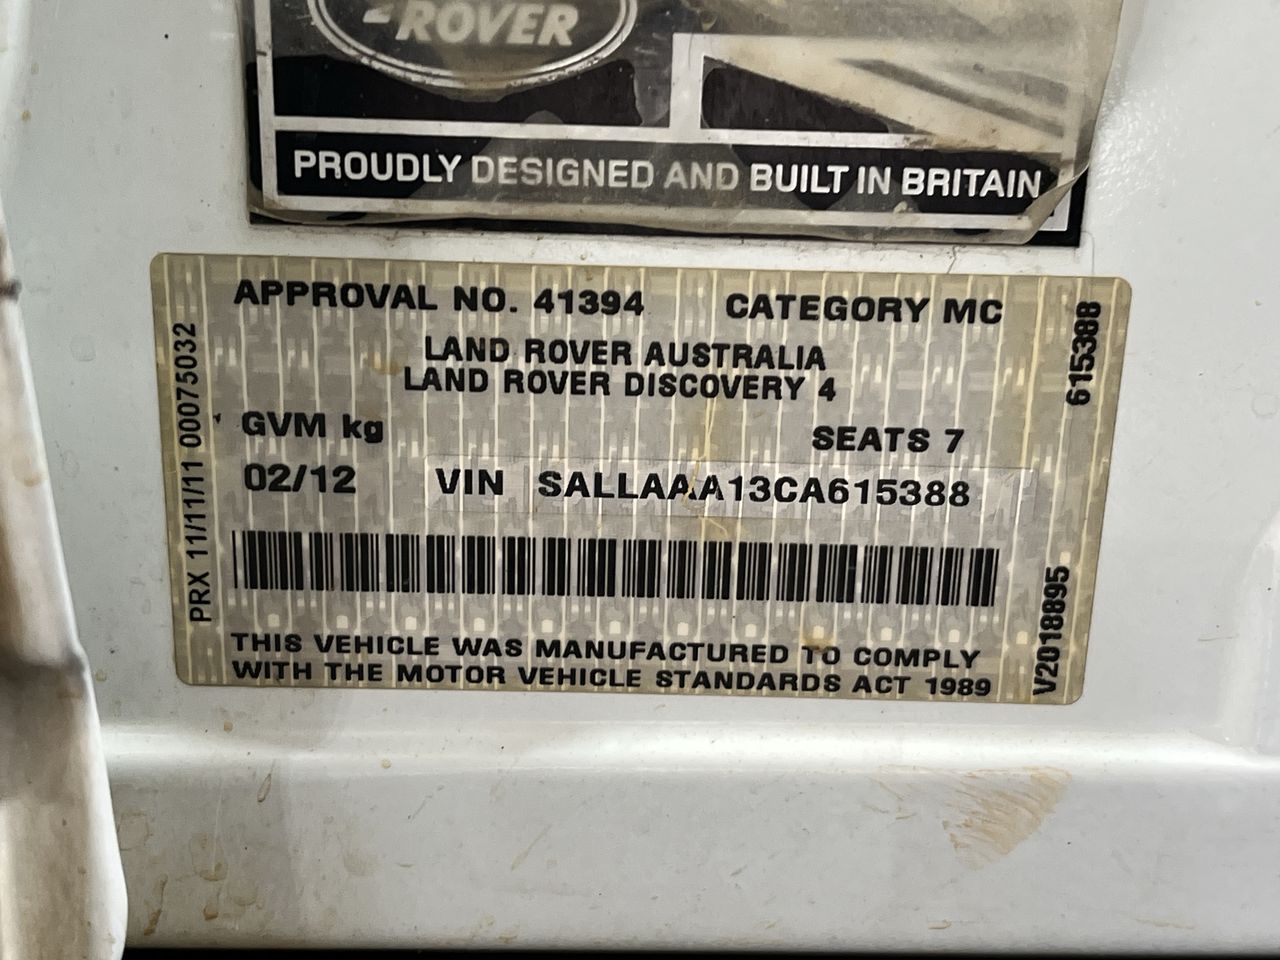 ROVER
PROUDLY DESIGNED AND BUILT IN BRITAIN
APPROVAL NO. 41394 CATEGORY MC
LAND ROVER AUSTRALIA
LAND ROVER DISCOVERY 4
GVM kg SEATS 7
02/12 VIN SALLAAA13CA615388
THIS VEHICLE WAS MANUFACTURED TO COMPLY
WITH THE MOTOR VEHICLE STANDARDS ACT 1989
PRX 11/11/11 00075032
615388
V2018895